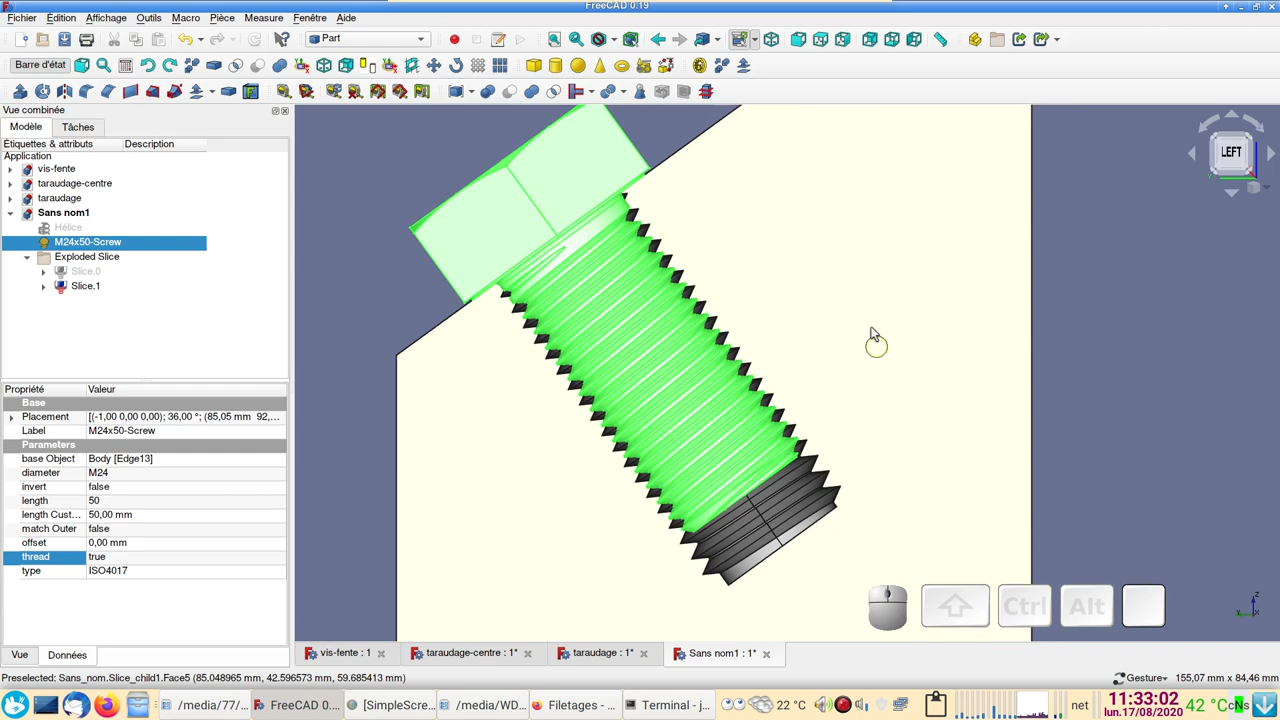 FreeCAD 0.19
Fichier Édition Affichage Outils Macro Pièce Mesure Fenêtre Aide
Part
Barre d'état
Vue combinée
Modèle Tâches
Étiquettes & attributs Description
Application
vis-fente
taraudage-centre
taraudage
Sans nom1
Hélice
M24x50-Screw
Exploded Slice
Slice.0
Slice.1
LEFT
Propriété Valeur
Base
Placement [(-1,00 0,00 0,00); 36,00 °; (85,05 mm 92,...
Label M24x50-Screw
Parameters
base Object Body [Edge13]
diameter M24
invert false
length 50
length Cust... 50,00 mm
match Outer false
offset 0,00 mm
thread true
type ISO4017
Ctrl Alt
Vue Données
vis-fente : 1 taraudage-centre : 1* taraudage : 1* Sans nom1 : 1*
Preselected: Sans_nom.Slice_child1.Face5 (85.048965 mm, 42.596573 mm, 59.685414 mm) Gesture 155,07 mm x 84,46 mm
/media/77/... FreeCAD 0.... [SimpleScre... /media/WD... Filetages - ... Terminal - j... 22 °C net 11:33:02 lun.17/08/2020 42 °C cNs